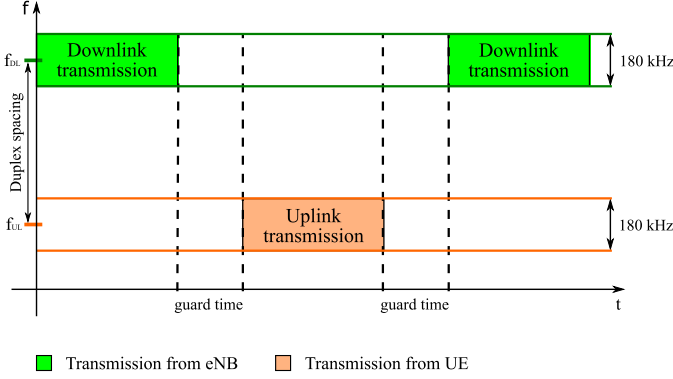 f
Downlink
transmission
Downlink
transmission
fDL
180 kHz
Duplex spacing
Uplink
transmission
fUL
180 kHz
guard time
guard time
t
Transmission from eNB
Transmission from UE